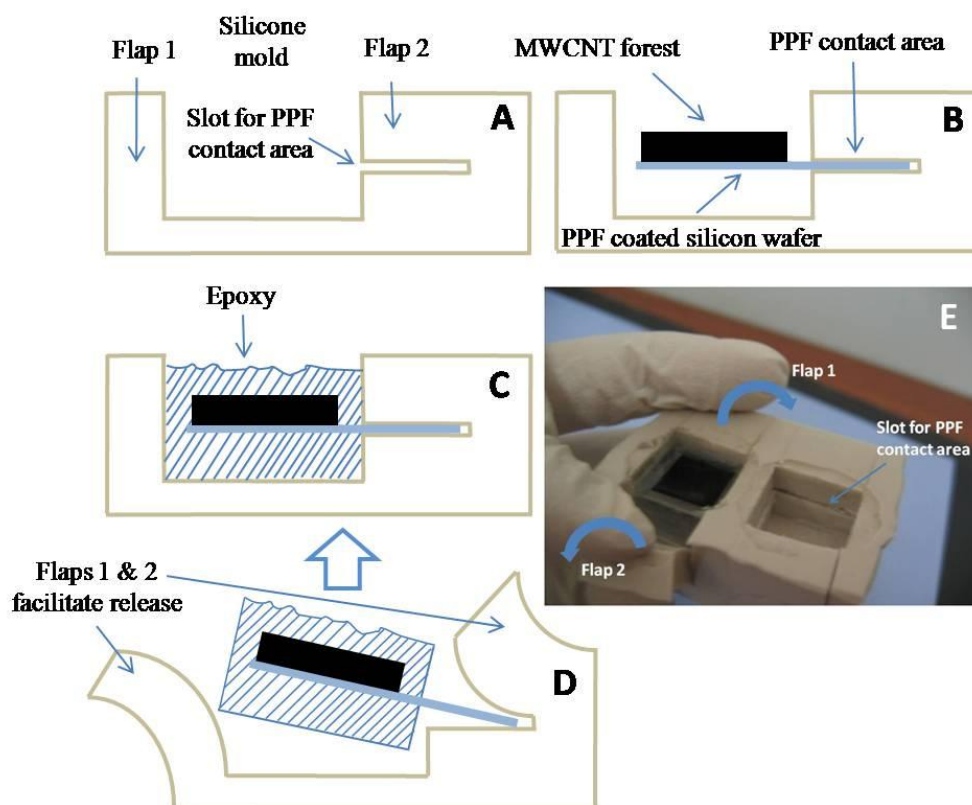 Flap 1
Silicone
mold
Flap 2
Slot for PPF
contact area
A
MWCNT forest
PPF contact area
B
PPF coated silicon wafer
Epoxy
C
E
Flap 1
Slot for PPF
contact area
Flap 2
Flaps 1 & 2
facilitate release
D